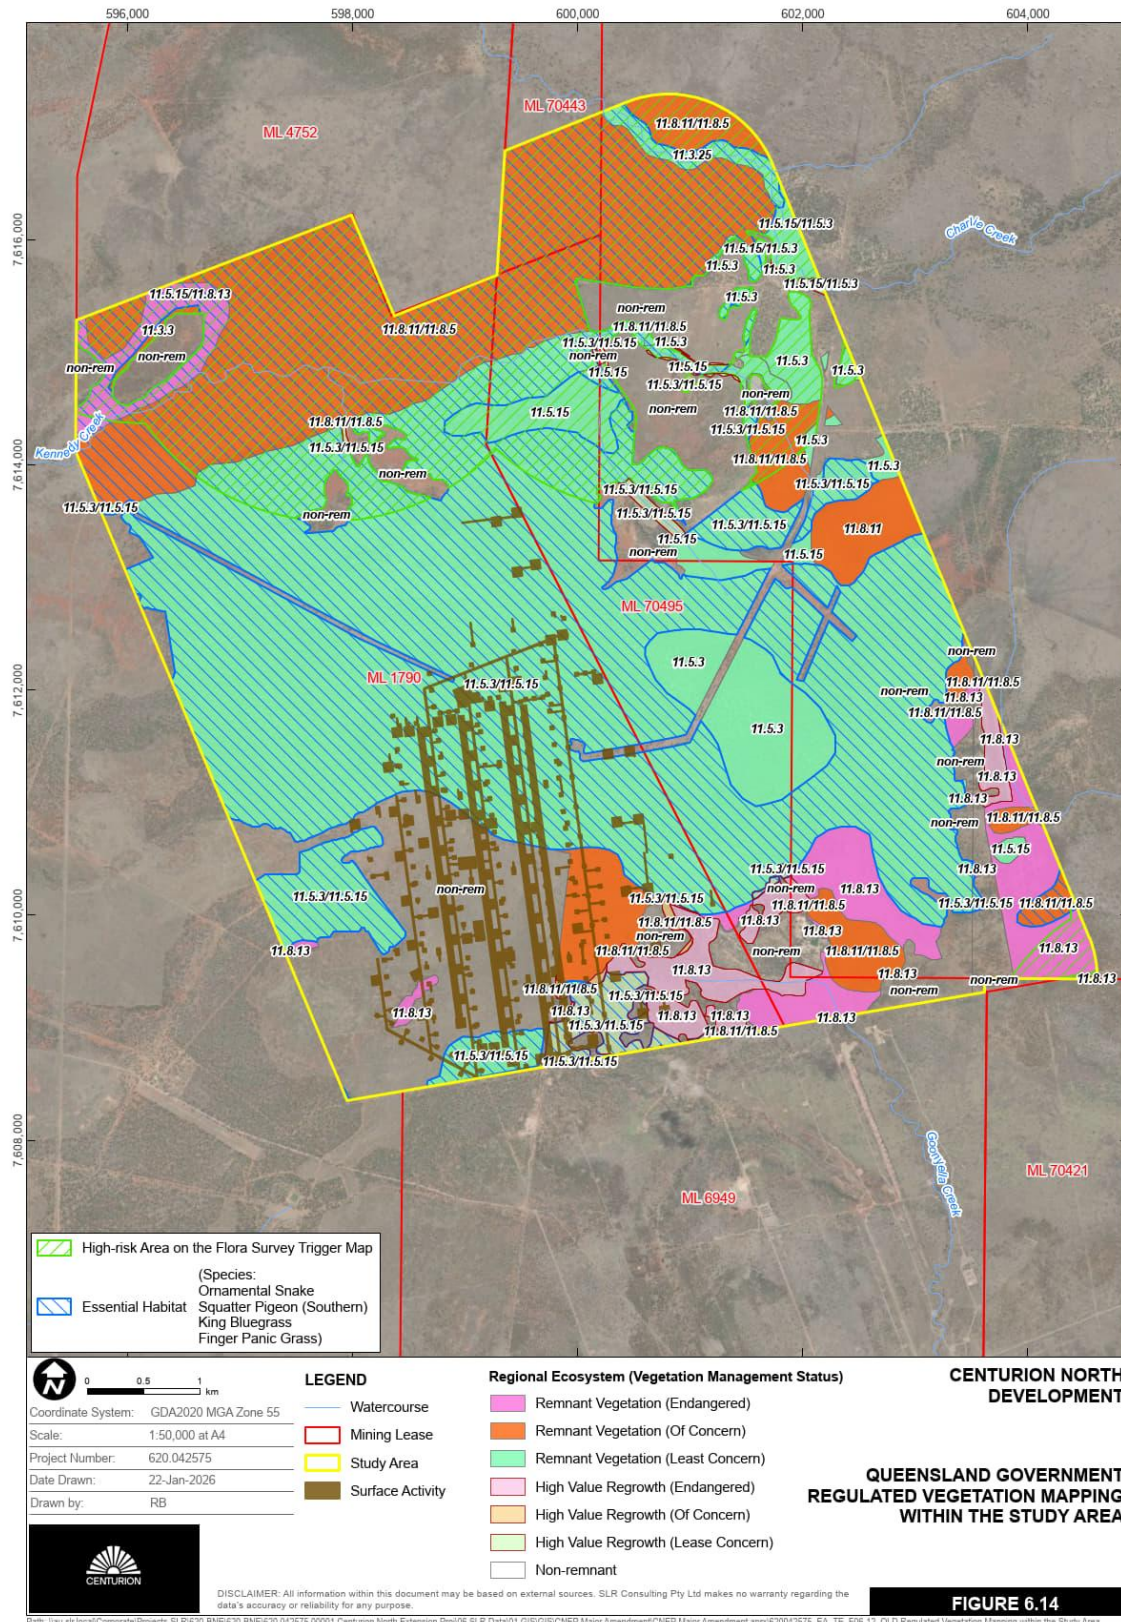 596,000
598,000
600,000
602,000
604,000
7,616,000
7,614,000
7,612,000
7,610,000
7,608,000
ML 70443
ML 4752
11.8.11/11.8.5
11.3.25
11.5.15/11.5.3
Charlie Creek
11.5.15/11.5.3
11.5.3
11.5.3
11.5.15/11.5.3
11.5.15/11.8.13
11.5.3
non-rem
11.3.3
11.8.11/11.8.5
11.8.11/11.8.5
non-rem
11.5.3/11.5.15
11.5.3
non-rem
non-rem
11.5.15
11.5.15
11.5.3
11.5.3
11.5.3/11.5.15
non-rem
11.5.15
non-rem
11.8.11/11.8.5
11.8.11/11.8.5
Kennedy Creek
11.5.3/11.5.15
11.5.3/11.5.15
11.5.3
11.8.11/11.8.5
non-rem
11.5.3
11.5.3/11.5.15
11.5.3/11.5.15
11.5.3/11.5.15
non-rem
11.5.3/11.5.15
11.5.3/11.5.15
11.8.11
11.5.15
non-rem
11.5.15
ML 70495
non-rem
11.5.3
ML 1790
11.5.3/11.5.15
11.8.11/11.8.5
non-rem
11.8.13
11.8.11/11.8.5
11.5.3
11.8.13
non-rem
11.8.13
11.8.13
11.8.11/11.8.5
non-rem
11.5.15
11.5.3/11.5.15
11.8.13
non-rem
11.8.13
11.5.3/11.5.15
non-rem
11.5.3/11.5.15
11.8.11/11.8.5
11.5.3/11.5.15
11.8.11/11.8.5
11.8.11/11.8.5
11.8.13
11.8.13
non-rem
11.8.13
11.8.11/11.8.5
non-rem
11.8.11/11.8.5
11.8.13
11.8.13
11.8.13
non-rem
11.8.13
11.8.11/11.8.5
11.5.3/11.5.15
non-rem
11.8.13
11.8.13
11.8.13
11.8.13
11.8.13
11.5.3/11.5.15
11.8.11/11.8.5
11.5.3/11.5.15
11.5.3/11.5.15
Goonyella Creek
ML 70421
ML 6949
High-risk Area on the Flora Survey Trigger Map
Essential Habitat
(Species:
Ornamental Snake
Squatter Pigeon (Southern)
King Bluegrass
Finger Panic Grass)
N
0 0.5 1
km
Coordinate System: GDA2020 MGA Zone 55
Scale: 1:50,000 at A4
Project Number: 620.042575
Date Drawn: 22-Jan-2026
Drawn by: RB
CENTURION
LEGEND
Watercourse
Mining Lease
Study Area
Surface Activity
Regional Ecosystem (Vegetation Management Status)
Remnant Vegetation (Endangered)
Remnant Vegetation (Of Concern)
Remnant Vegetation (Least Concern)
High Value Regrowth (Endangered)
High Value Regrowth (Of Concern)
High Value Regrowth (Lease Concern)
Non-remnant
CENTURION NORTH
DEVELOPMENT
QUEENSLAND GOVERNMENT
REGULATED VEGETATION MAPPING
WITHIN THE STUDY AREA
DISCLAIMER: All information within this document may be based on external sources. SLR Consulting Pty Ltd makes no warranty regarding the
data's accuracy or reliability for any purpose.
FIGURE 6.14